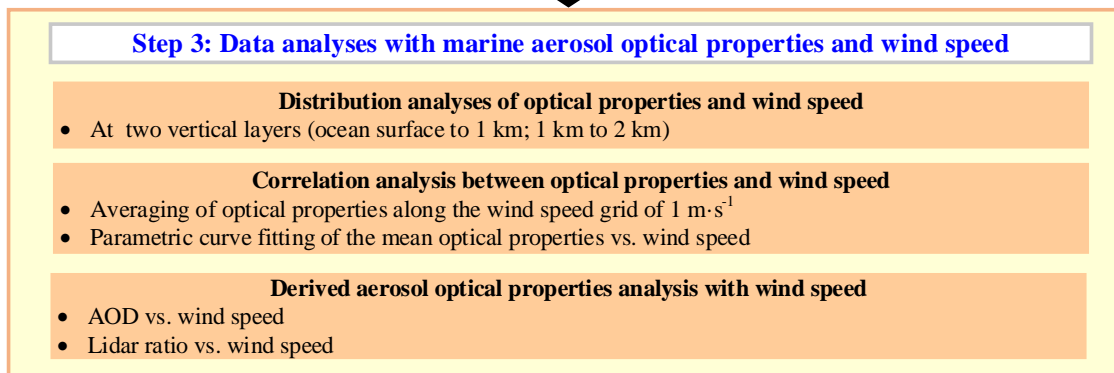 Step 3: Data analyses with marine aerosol optical properties and wind speed
Distribution analyses of optical properties and wind speed
• At two vertical layers (ocean surface to 1 km; 1 km to 2 km)
Correlation analysis between optical properties and wind speed
• Averaging of optical properties along the wind speed grid of 1 m·s⁻¹
• Parametric curve fitting of the mean optical properties vs. wind speed
Derived aerosol optical properties analysis with wind speed
• AOD vs. wind speed
• Lidar ratio vs. wind speed